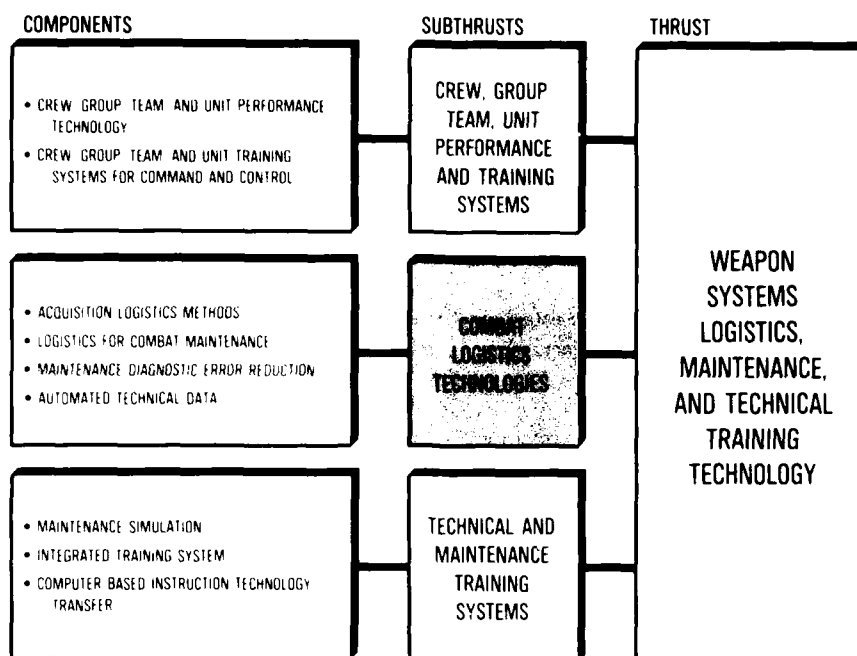 COMPONENTS
SUBTHRUSTS
THRUST
• CREW GROUP TEAM AND UNIT PERFORMANCE
TECHNOLOGY
• CREW GROUP TEAM AND UNIT TRAINING
SYSTEMS FOR COMMAND AND CONTROL
CREW, GROUP
TEAM, UNIT
PERFORMANCE
AND TRAINING
SYSTEMS
• ACQUISITION LOGISTICS METHODS
• LOGISTICS FOR COMBAT MAINTENANCE
• MAINTENANCE DIAGNOSTIC ERROR REDUCTION
• AUTOMATED TECHNICAL DATA
COMBAT
LOGISTICS
TECHNOLOGIES
• MAINTENANCE SIMULATION
• INTEGRATED TRAINING SYSTEM
• COMPUTER BASED INSTRUCTION TECHNOLOGY
TRANSFER
TECHNICAL AND
MAINTENANCE
TRAINING
SYSTEMS
WEAPON
SYSTEMS
LOGISTICS,
MAINTENANCE,
AND TECHNICAL
TRAINING
TECHNOLOGY